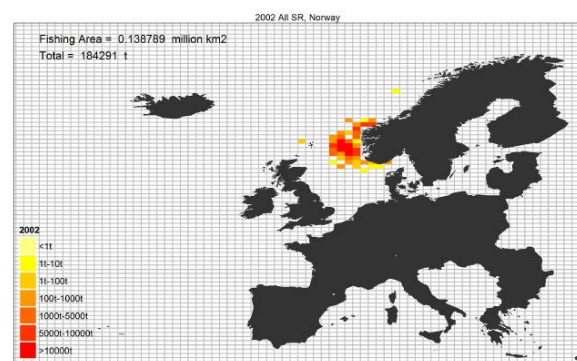 2002 All SR, Norway
Fishing Area = 0.138789 million km2
Total = 184291 t
2002
<1t
1t-10t
1t-100t
100t-1000t
1000t-5000t
5000t-10000t
>10000t